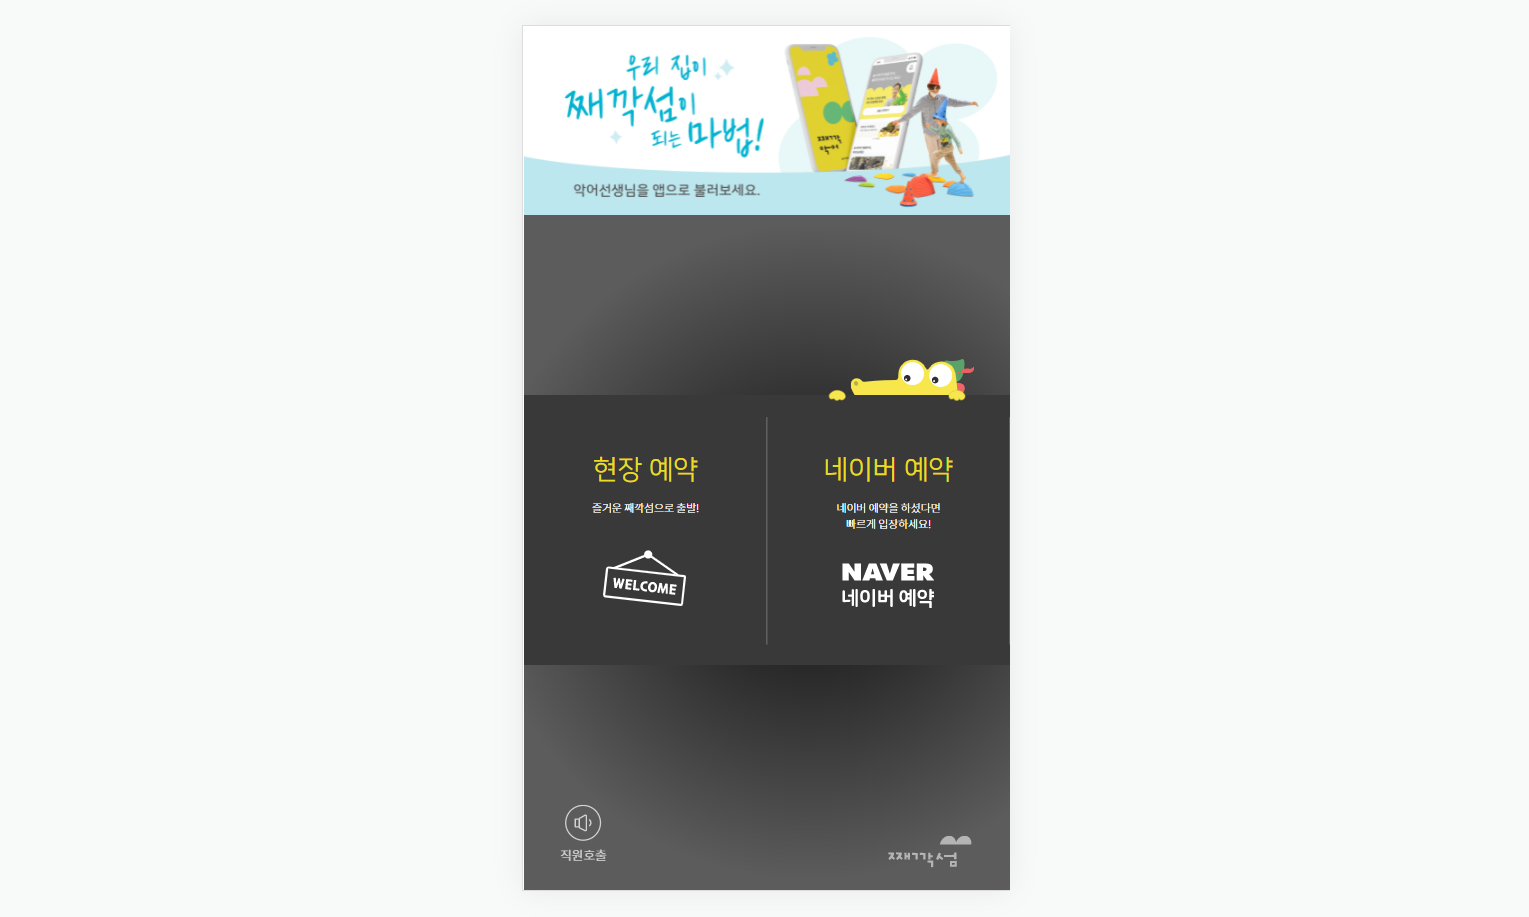 우리 집이
째깍섬이
되는 마법!
째깍
악어
악어선생님을 앱으로 불러보세요.
현장 예약
즐거운 째깍섬으로 출발!
WELCOME
네이버 예약
네이버 예약을 하셨다면
빠르게 입장하세요!
NAVER
네이버 예약
직원호출
째깍섬